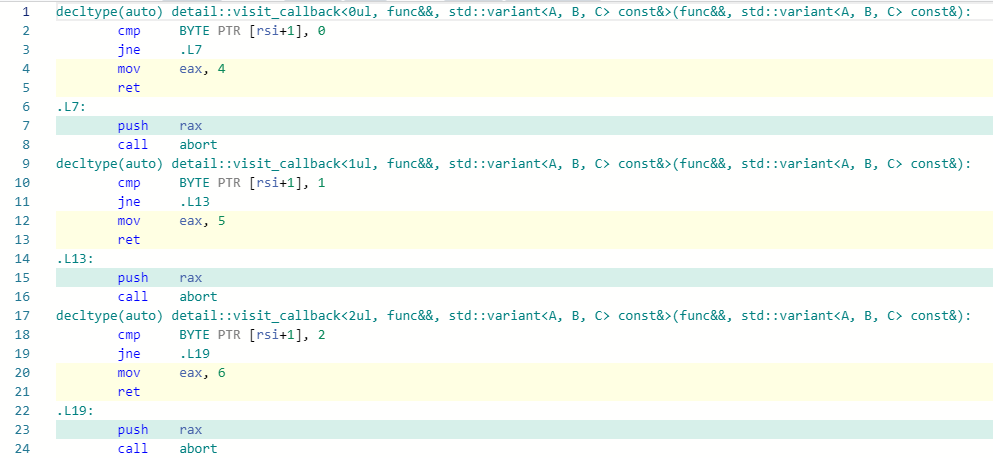 1 decltype(auto) detail::visit_callback<0ul, func&&, std::variant<A, B, C> const&>(func&&, std::variant<A, B, C> const&):
2 cmp BYTE PTR [rsi+1], 0
3 jne .L7
4 mov eax, 4
5 ret
6 .L7:
7 push rax
8 call abort
9 decltype(auto) detail::visit_callback<1ul, func&&, std::variant<A, B, C> const&>(func&&, std::variant<A, B, C> const&):
10 cmp BYTE PTR [rsi+1], 1
11 jne .L13
12 mov eax, 5
13 ret
14 .L13:
15 push rax
16 call abort
17 decltype(auto) detail::visit_callback<2ul, func&&, std::variant<A, B, C> const&>(func&&, std::variant<A, B, C> const&):
18 cmp BYTE PTR [rsi+1], 2
19 jne .L19
20 mov eax, 6
21 ret
22 .L19:
23 push rax
24 call abort